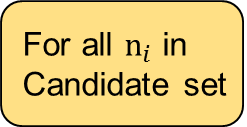 For all n𝑖 in
Candidate set